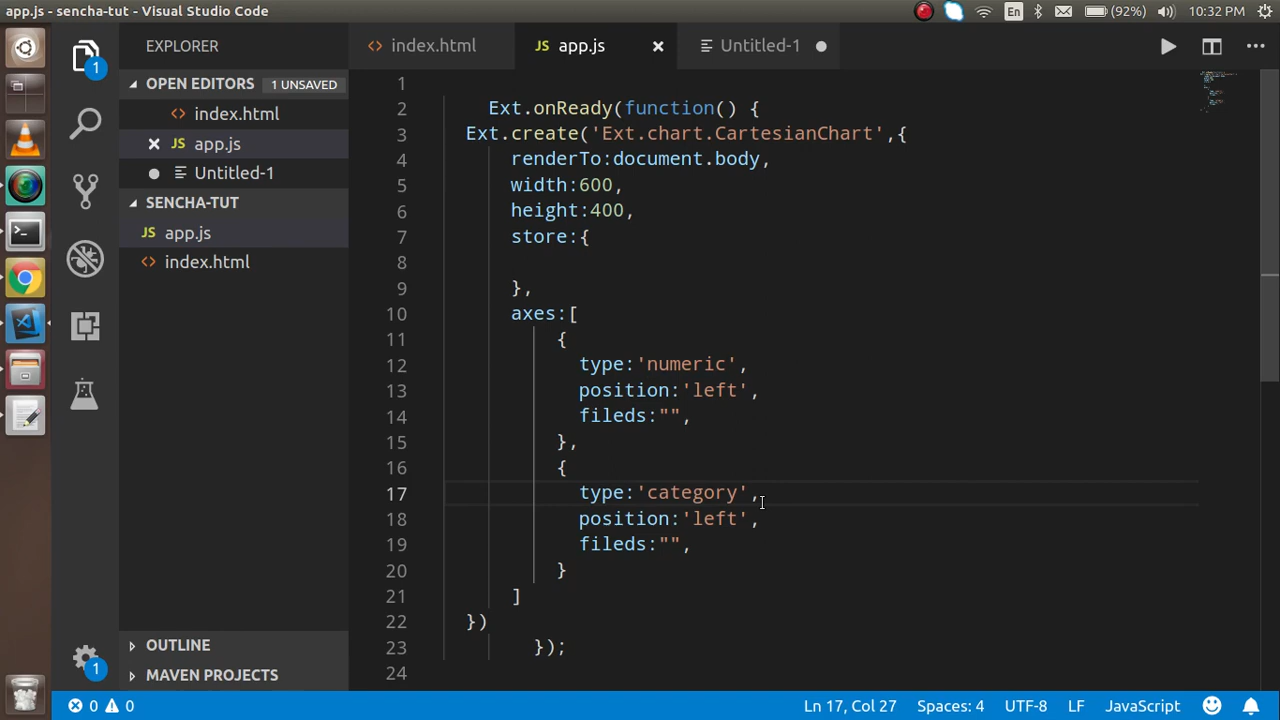 app.js - sencha-tut - Visual Studio Code
En
(92%)
10:32 PM
1
EXPLORER
OPEN EDITORS 1 UNSAVED
<> index.html
× JS app.js
Untitled-1
SENCHA-TUT
JS app.js
<> index.html
OUTLINE
MAVEN PROJECTS
1
<> index.html
JS app.js ×
Untitled-1
1
2 Ext.onReady(function() {
3 Ext.create('Ext.chart.CartesianChart',{
4 renderTo:document.body,
5 width:600,
6 height:400,
7 store:{
8
9 },
10 axes:[
11 {
12 type:'numeric',
13 position:'left',
14 fileds:"",
15 },
16 {
17 type:'category',
18 position:'left',
19 fileds:"",
20 }
21 ]
22 })
23 });
24
0 0
Ln 17, Col 27
Spaces: 4
UTF-8
LF
JavaScript